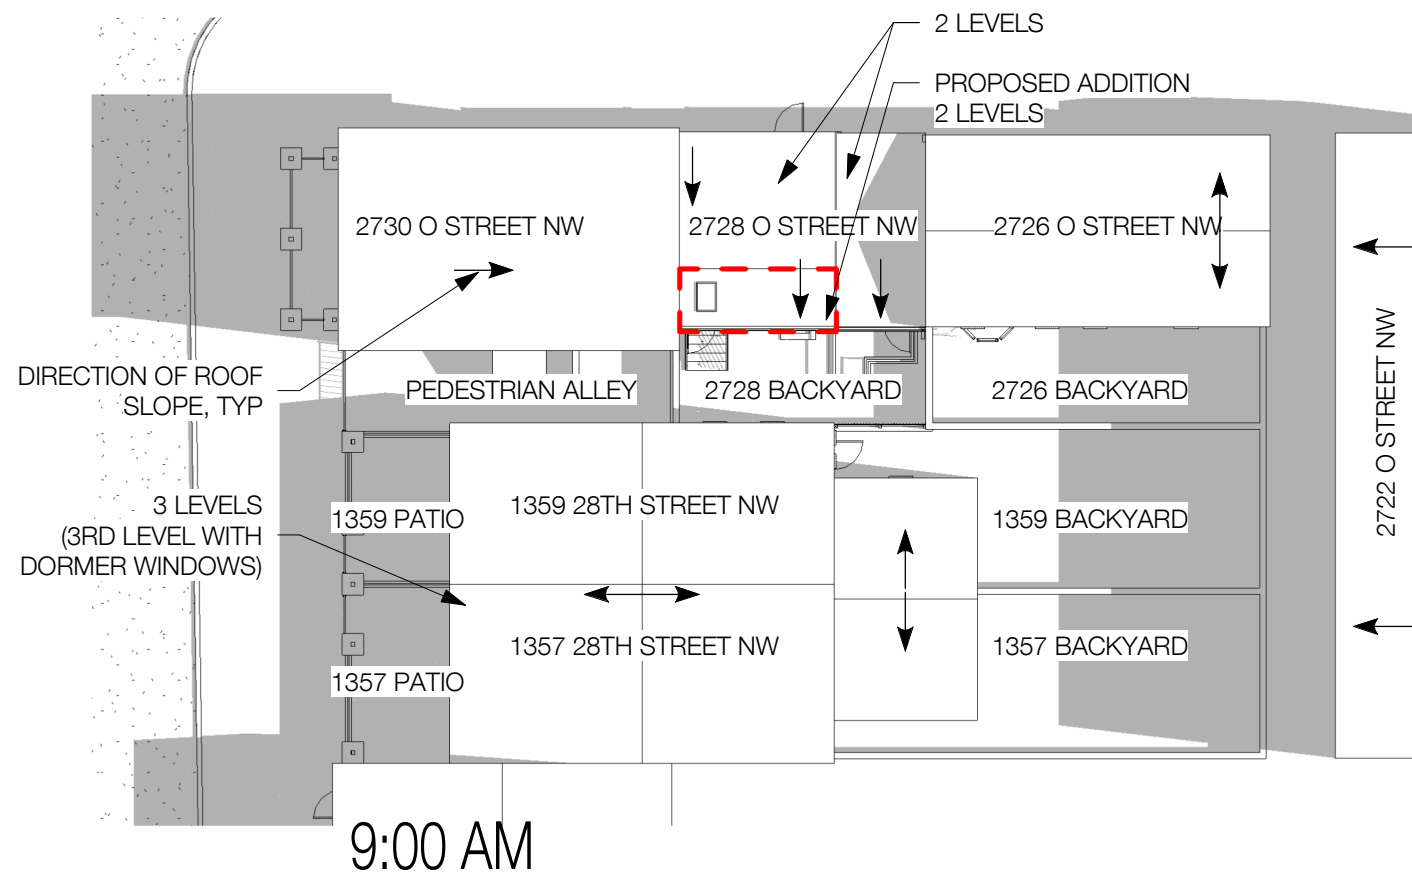 2 LEVELS
PROPOSED ADDITION
2 LEVELS
2730 O STREET NW
2728 O STREET NW
2726 O STREET NW
DIRECTION OF ROOF
SLOPE, TYP
PEDESTRIAN ALLEY
2728 BACKYARD
2726 BACKYARD
2722 O STREET NW
3 LEVELS
(3RD LEVEL WITH
DORMER WINDOWS)
1359 PATIO
1359 28TH STREET NW
1359 BACKYARD
1357 28TH STREET NW
1357 BACKYARD
1357 PATIO
9:00 AM